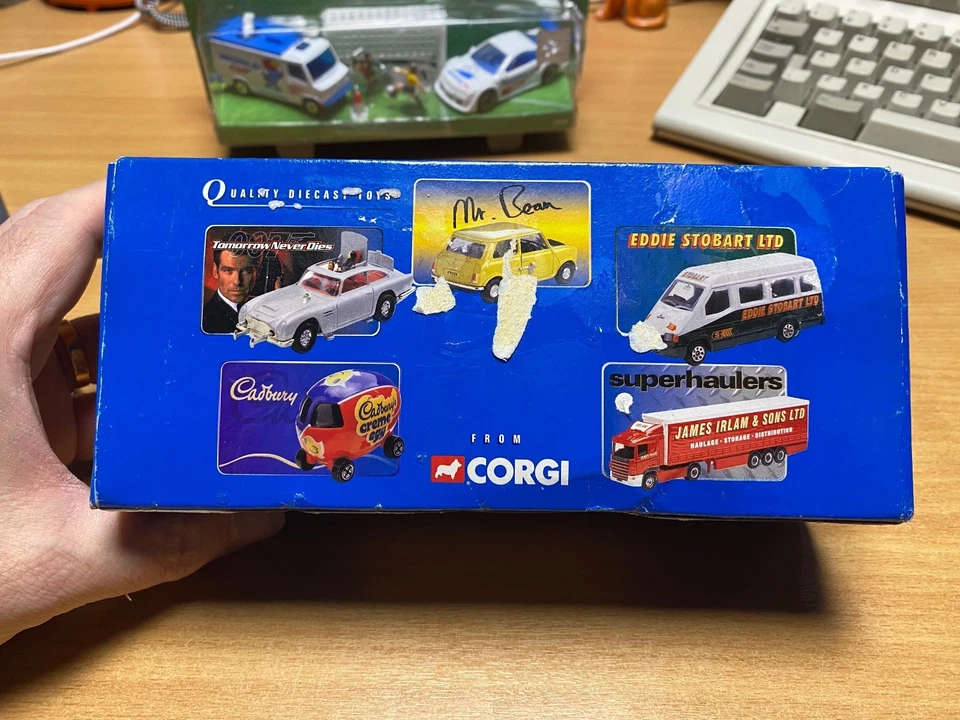 QUALITY DIECAST TOYS
Mr. Bean
007
Tomorrow Never Dies
EDDIE STOBART LTD
STOBART
EDDIE STOBART LTD
Cadbury
Cadbury's
creme
egg
superhaulers
JAMES IRLAM & SONS LTD
HAULAGE · STORAGE · DISTRIBUTION
FROM
CORGI